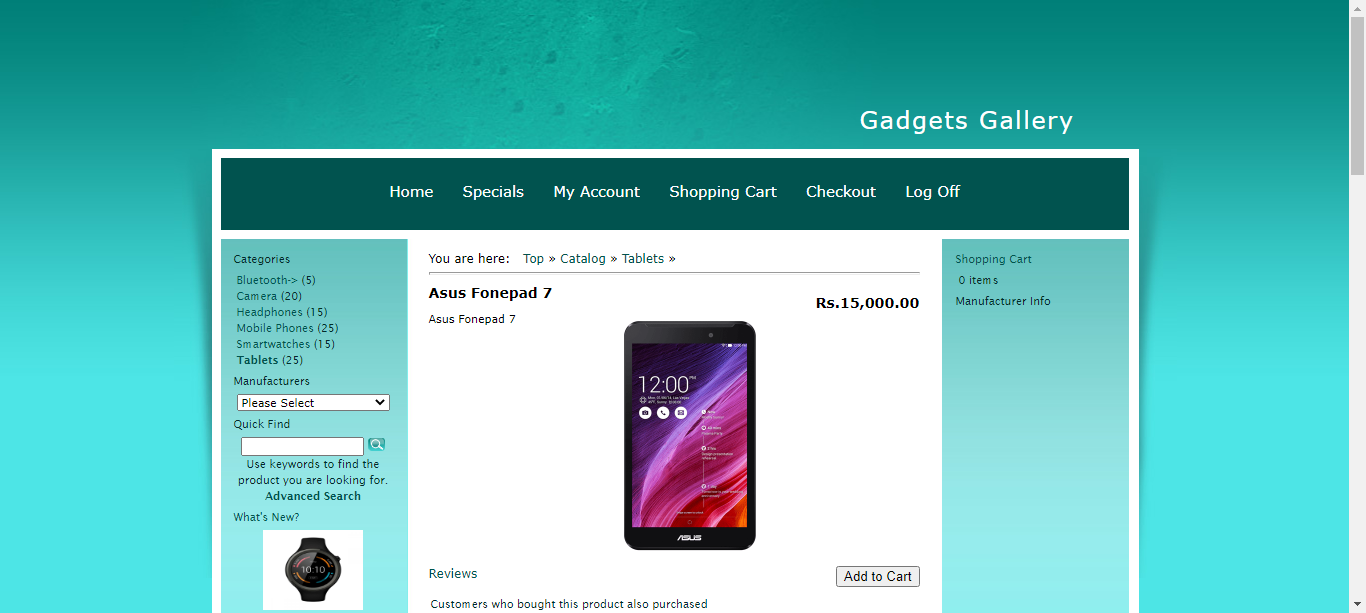 Gadgets Gallery
Home Specials My Account Shopping Cart Checkout Log Off
Categories
Bluetooth-> (5)
Camera (20)
Headphones (15)
Mobile Phones (25)
Smartwatches (15)
Tablets (25)
Manufacturers
Please Select
Quick Find
Use keywords to find the
product you are looking for.
Advanced Search
What's New?
10:10
You are here: Top » Catalog » Tablets »
Asus Fonepad 7
Rs.15,000.00
Asus Fonepad 7
12:00
ASUS
Reviews
Add to Cart
Customers who bought this product also purchased
Shopping Cart
0 items
Manufacturer Info